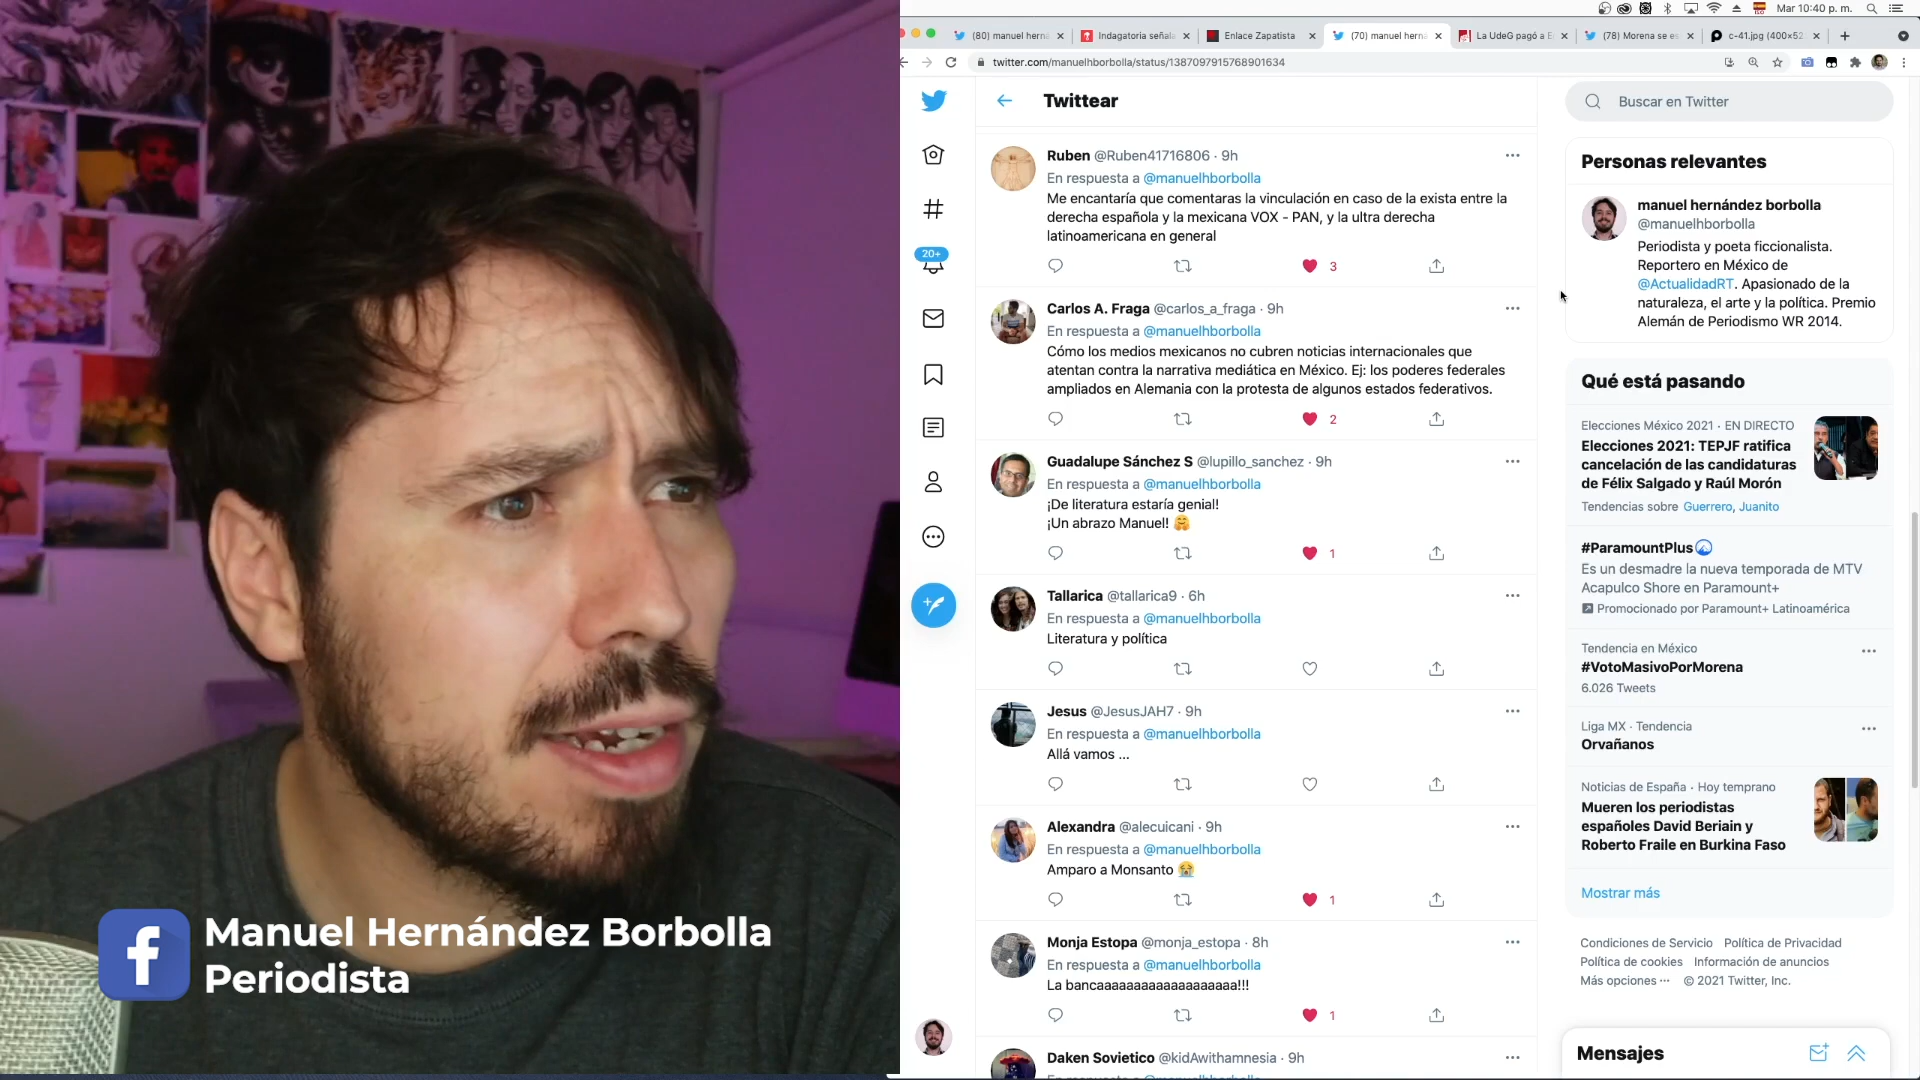 Mar 10:40 p. m.
(80) manuel herna
Indagatoria señala
Enlace Zapatista
(70) manuel herna
La UdeG pagó a E
(78) Morena se es
c-41.jpg (400×52
twitter.com/manuelhborbolla/status/1387097915768901634
20+
Twittear
Ruben @Ruben41716806 · 9h
En respuesta a @manuelhborbolla
Me encantaría que comentaras la vinculación en caso de la exista entre la
derecha española y la mexicana VOX - PAN, y la ultra derecha
latinoamericana en general
3
Carlos A. Fraga @carlos_a_fraga · 9h
En respuesta a @manuelhborbolla
Cómo los medios mexicanos no cubren noticias internacionales que
atentan contra la narrativa mediática en México. Ej: los poderes federales
ampliados en Alemania con la protesta de algunos estados federativos.
2
Guadalupe Sánchez S @lupillo_sanchez · 9h
En respuesta a @manuelhborbolla
¡De literatura estaría genial!
¡Un abrazo Manuel! 🤗
1
Tallarica @tallarica9 · 6h
En respuesta a @manuelhborbolla
Literatura y política
Jesus @JesusJAH7 · 9h
En respuesta a @manuelhborbolla
Allá vamos ...
Alexandra @alecuicani · 9h
En respuesta a @manuelhborbolla
Amparo a Monsanto 😭
1
Monja Estopa @monja_estopa · 8h
En respuesta a @manuelhborbolla
La bancaaaaaaaaaaaaaaaaaaa!!!
1
Daken Sovietico @kidAwithamnesia · 9h
Buscar en Twitter
Personas relevantes
manuel hernández borbolla
@manuelhborbolla
Periodista y poeta ficcionalista.
Reportero en México de
@ActualidadRT. Apasionado de la
naturaleza, el arte y la política. Premio
Alemán de Periodismo WR 2014.
Qué está pasando
Elecciones México 2021 · EN DIRECTO
Elecciones 2021: TEPJF ratifica
cancelación de las candidaturas
de Félix Salgado y Raúl Morón
Tendencias sobre Guerrero, Juanito
#ParamountPlus
Es un desmadre la nueva temporada de MTV
Acapulco Shore en Paramount+
Promocionado por Paramount+ Latinoamérica
Tendencia en México
#VotoMasivoPorMorena
6.026 Tweets
Liga MX · Tendencia
Orvañanos
Noticias de España · Hoy temprano
Mueren los periodistas
españoles David Beriain y
Roberto Fraile en Burkina Faso
Mostrar más
Condiciones de Servicio Política de Privacidad
Política de cookies Información de anuncios
Más opciones ··· © 2021 Twitter, Inc.
Mensajes
Manuel Hernández Borbolla
Periodista